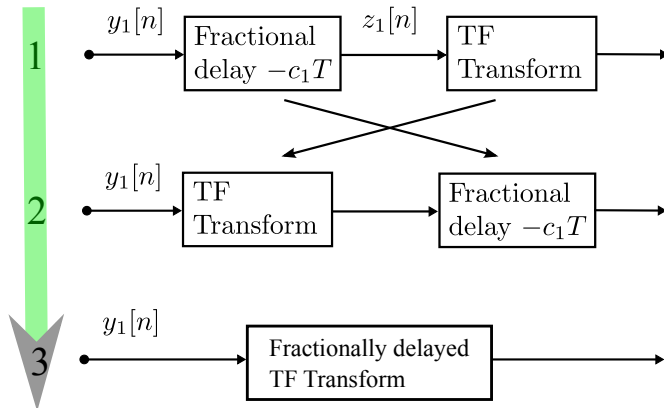 y₁[n]
z₁[n]
1
Fractional
delay −c₁T
TF
Transform
y₁[n]
2
TF
Transform
Fractional
delay −c₁T
y₁[n]
3
Fractionally delayed
TF Transform